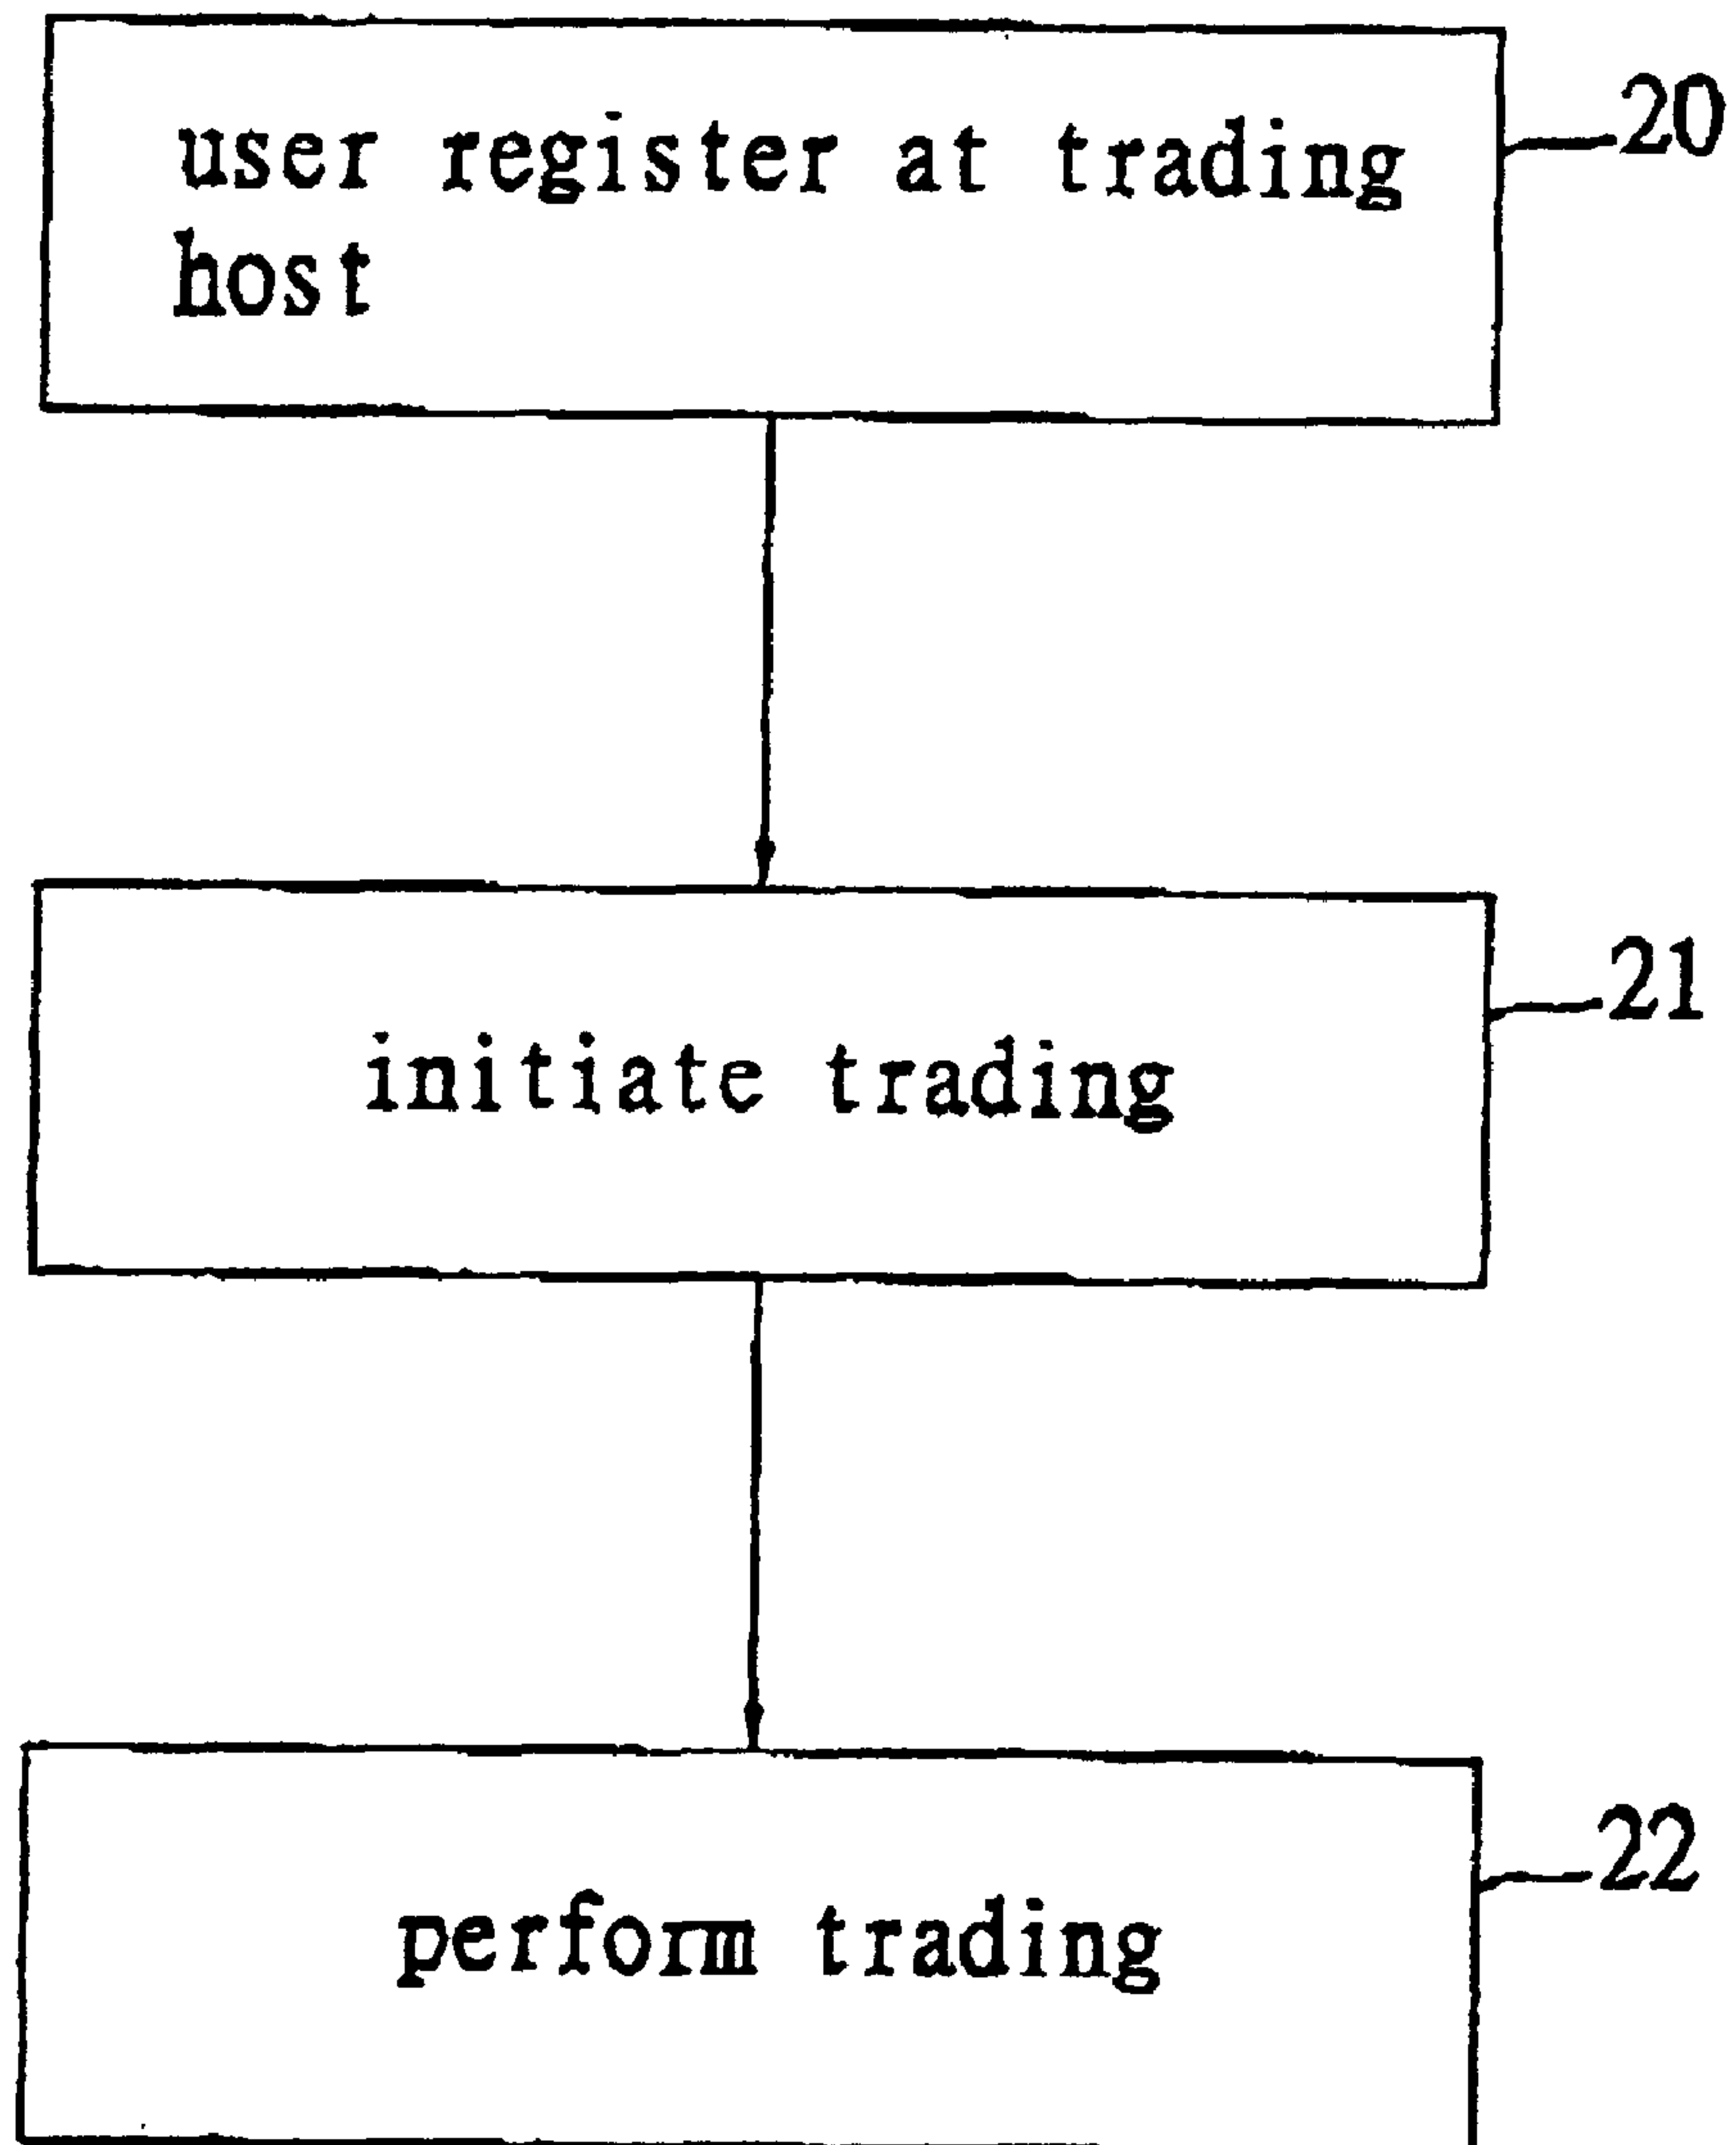 user register at trading
host
20
initiate trading
21
perform trading
22